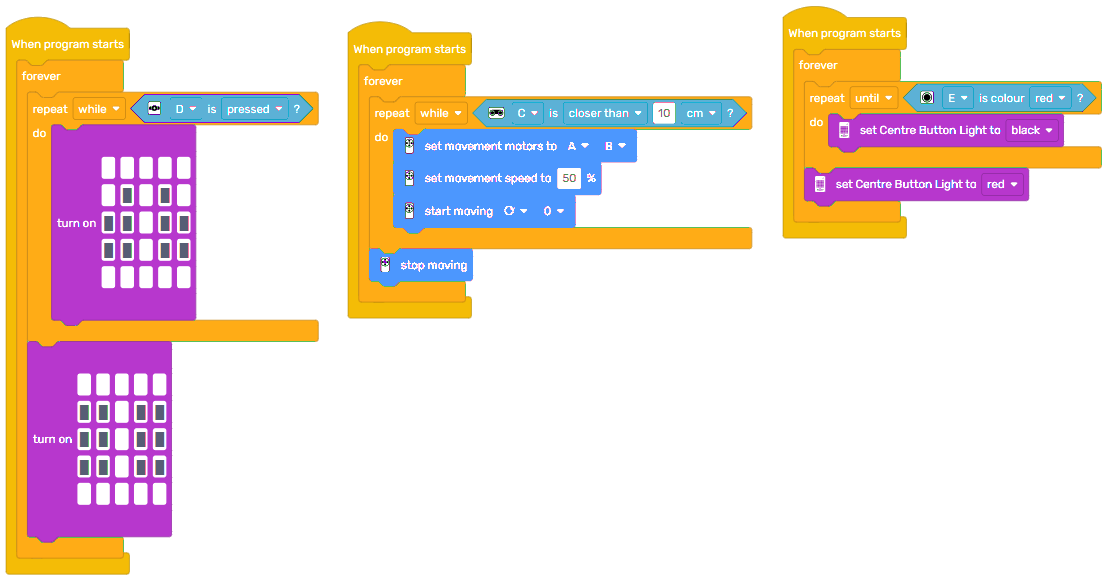 When program starts
forever
repeat while D is pressed ?
do
turn on
turn on
When program starts
forever
repeat while C is closer than 10 cm ?
do
set movement motors to A B
set movement speed to 50 %
start moving 0
stop moving
When program starts
forever
repeat until E is colour red ?
do
set Centre Button Light to black
set Centre Button Light to red